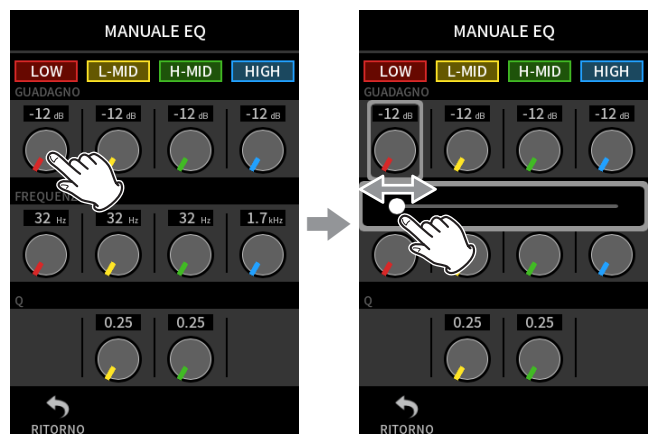 MANUALE EQ
LOW L-MID H-MID HIGH
GUADAGNO
-12 dB -12 dB -12 dB -12 dB
FREQUEN
32 Hz 32 Hz 32 Hz 1.7 kHz
Q
0.25 0.25
RITORNO
MANUALE EQ
LOW L-MID H-MID HIGH
GUADAGNO
-12 dB -12 dB -12 dB -12 dB
Q
0.25 0.25
RITORNO